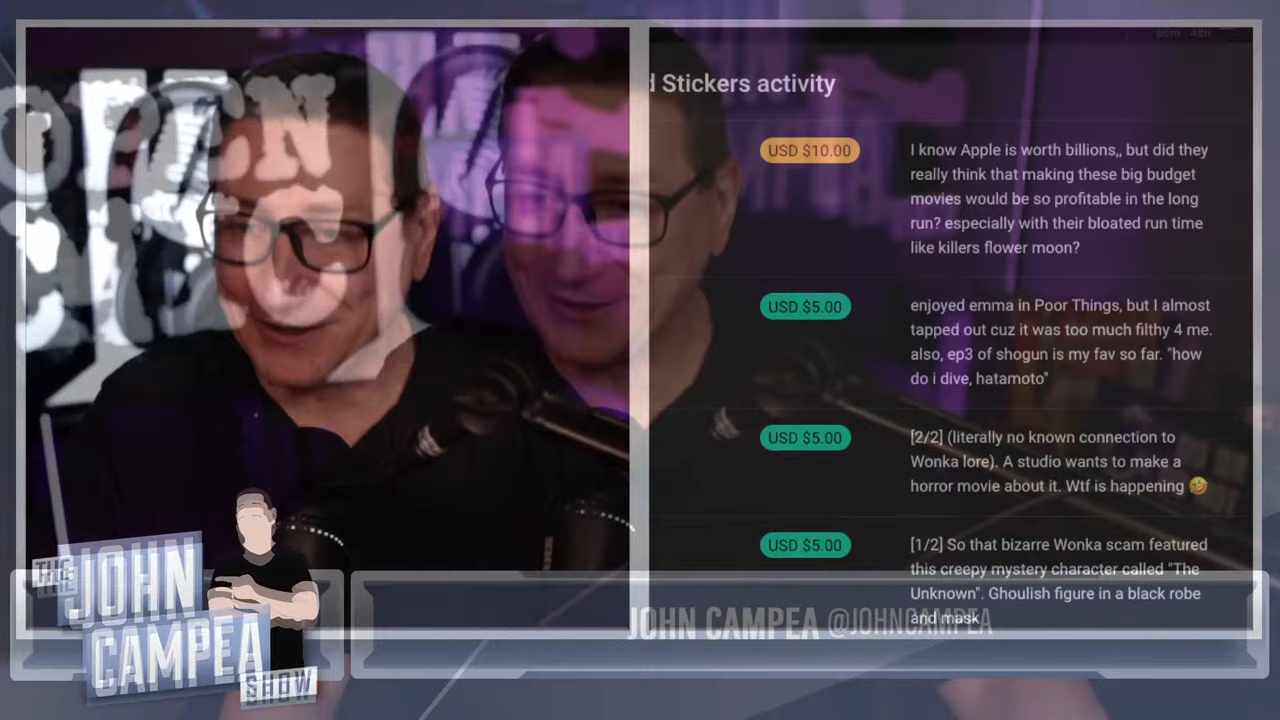 OPEN
50m 48h
d Stickers activity
USD $10.00
I know Apple is worth billions,, but did they
really think that making these big budget
movies would be so profitable in the long
run? especially with their bloated run time
like killers flower moon?
USD $5.00
enjoyed emma in Poor Things, but I almost
tapped out cuz it was too much filthy 4 me.
also, ep3 of shogun is my fav so far. "how
do i dive, hatamoto"
USD $5.00
[2/2] (literally no known connection to
Wonka lore). A studio wants to make a
horror movie about it. Wtf is happening 🤣
USD $5.00
[1/2] So that bizarre Wonka scam featured
this creepy mystery character called "The
Unknown". Ghoulish figure in a black robe
and mask
THE
JOHN
CAMPEA
SHOW
JOHN CAMPEA @JOHNCAMPEA